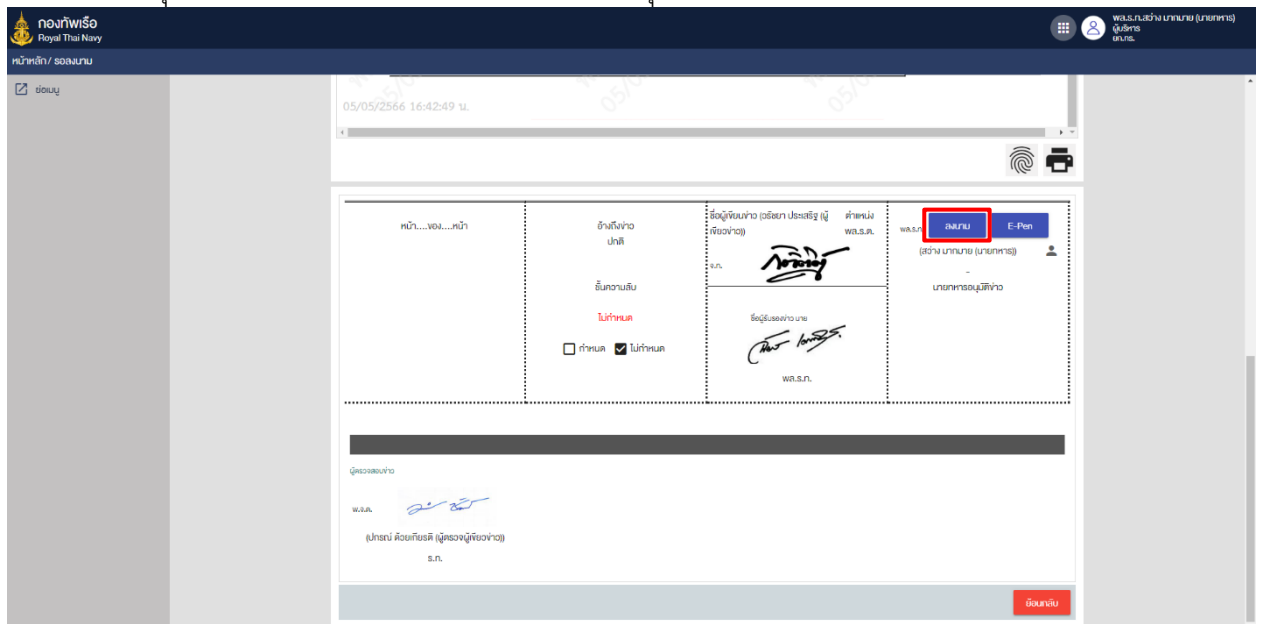 กองทัพเรือ
Royal Thai Navy
พล.ร.ท.สว่าง มากมาย (นายทหาร)
ผู้บริหาร
ยก.ทร.
หน้าหลัก / รอลงนาม
ย่อเมนู
05/05/2566 16:42:49 น.
หน้า....ของ....หน้า
อ้างถึงข่าว
ปกติ
ชั้นความลับ
ไม่กำหนด
กำหนด ไม่กำหนด
ชื่อผู้เขียนข่าว (อรัชยา ประเสริฐ (ผู้เขียวข่าว)) ตำแหน่ง
พล.ร.ต.
จ.ท.
ชื่อผู้รับรองข่าว นาย
พล.ร.ท.
พล.ร.ท
ลงนาม
E-Pen
(สว่าง มากมาย (นายทหาร))
-
นายทหารอนุมัติข่าว
ผู้ตรวจสอบข่าว
พ.จ.ต.
(ปกรณ์ ด้อยเกียรติ (ผู้ตรวจผู้เขียวข่าว))
ร.ท.
ย้อนกลับ